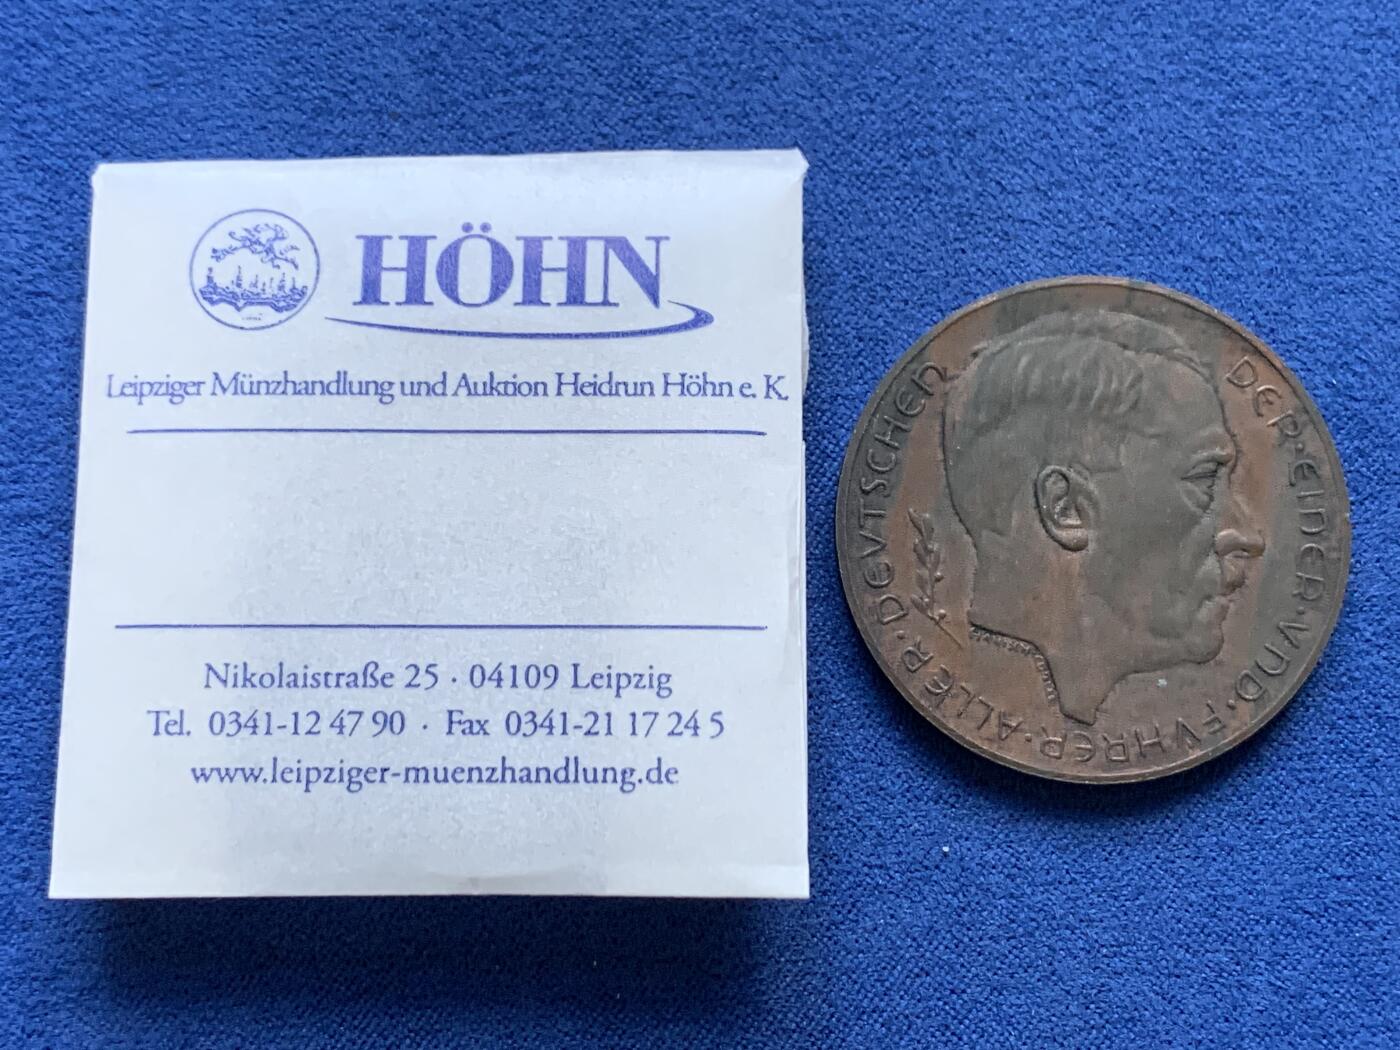 HÖHN
Leipziger Münzhandlung und Auktion Heidrun Höhn e. K.
Nikolaistraße 25 · 04109 Leipzig
Tel. 0341-12 47 90 · Fax 0341-21 17 24 5
www.leipziger-muenzhandlung.de
DER·EINER·VND·FVHRER·ALLER·DEVTSCHEN